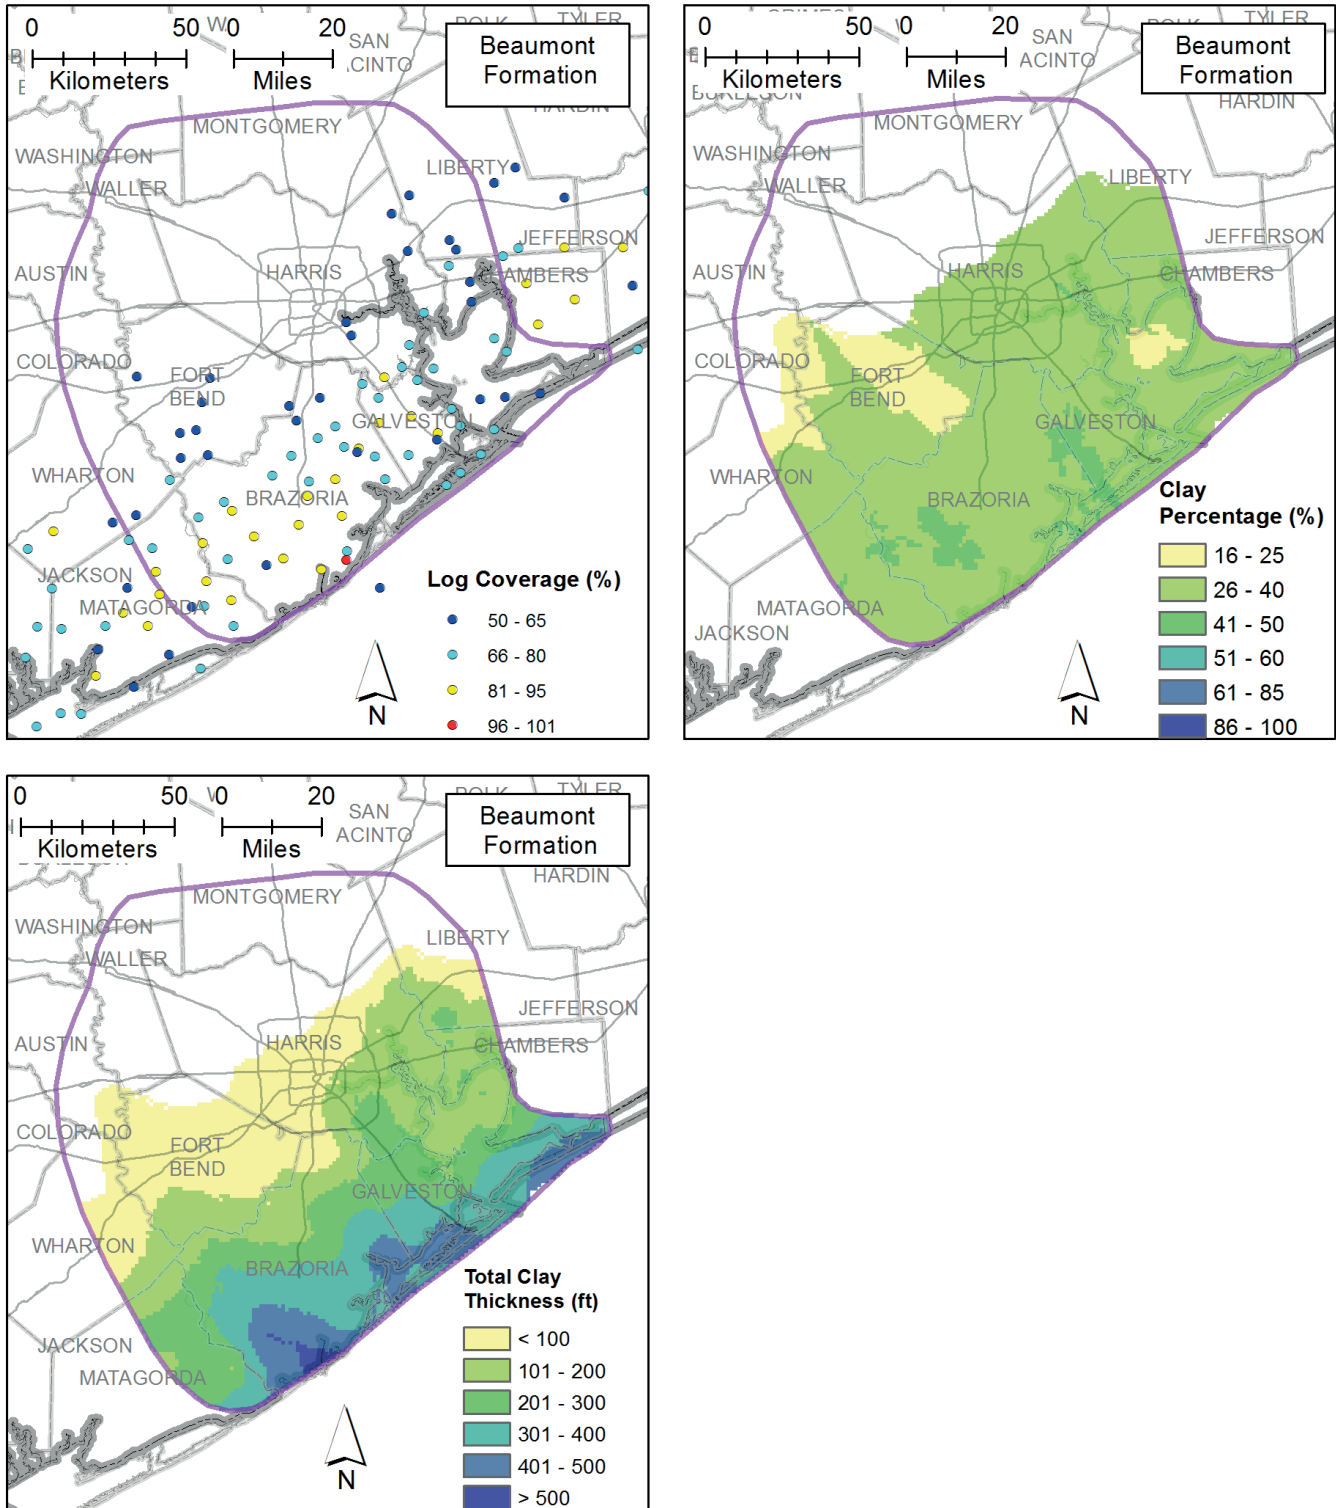 0 50 0 20
Kilometers Miles
Beaumont
Formation
TYLER
SAN
ACINTO
HARDIN
MONTGOMERY
WASHINGTON
LIBERTY
WALLER
JEFFERSON
AUSTIN
HARRIS
AMBERS
COLORADO
FORT
BEND
GALVESTON
WHARTON
BRAZORIA
JACKSON
MATAGORDA
Log Coverage (%)
50 - 65
66 - 80
81 - 95
96 - 101
N
0 50 0 20
Kilometers Miles
Beaumont
Formation
TYLER
SAN
ACINTO
HARDIN
MONTGOMERY
WASHINGTON
LIBERTY
WALLER
JEFFERSON
AUSTIN
HARRIS
CHAMBERS
COLORADO
FORT
BEND
GALVESTON
WHARTON
BRAZORIA
MATAGORDA
JACKSON
Clay
Percentage (%)
16 - 25
26 - 40
41 - 50
51 - 60
61 - 85
86 - 100
N
0 50 0 20
Kilometers Miles
Beaumont
Formation
TYLER
SAN
ACINTO
HARDIN
MONTGOMERY
WASHINGTON
LIBERTY
WALLER
JEFFERSON
AUSTIN
HARRIS
CHAMBERS
COLORADO
FORT
BEND
GALVESTON
WHARTON
BRAZORIA
JACKSON
MATAGORDA
Total Clay
Thickness (ft)
< 100
101 - 200
201 - 300
301 - 400
401 - 500
> 500
N